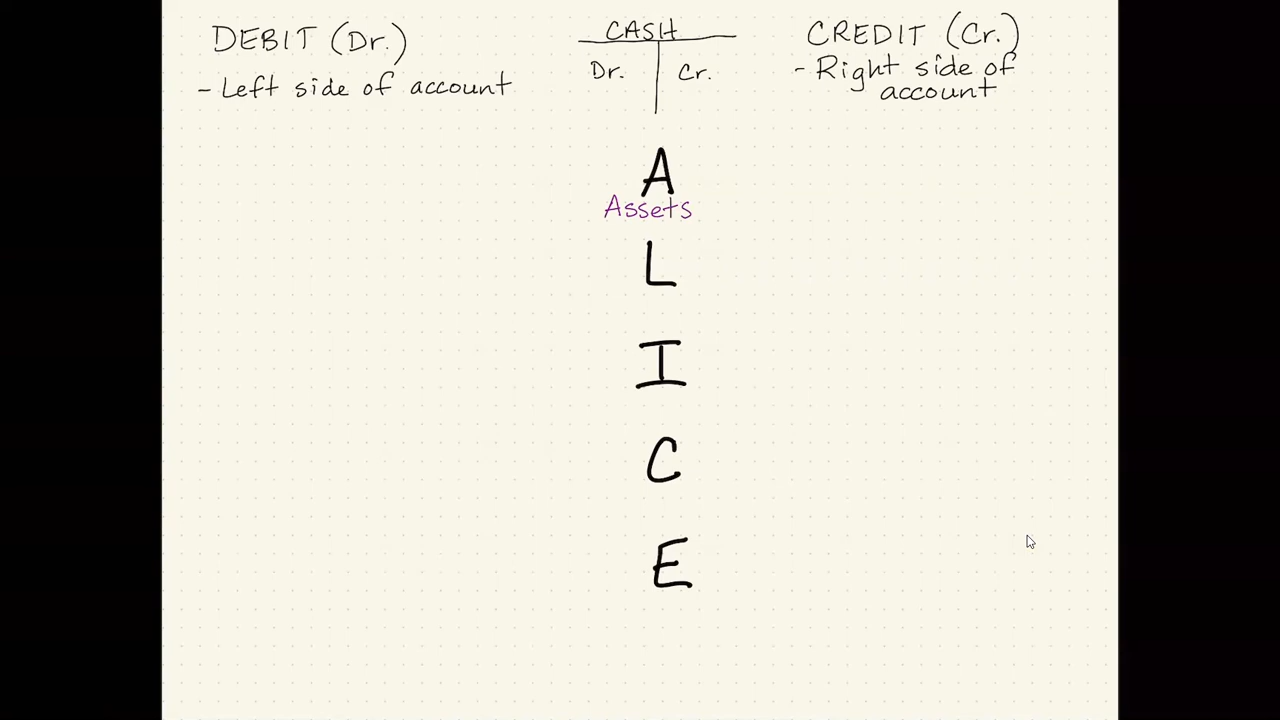 DEBIT (Dr.)
- Left side of account
CASH
Dr. Cr.
CREDIT (Cr.)
- Right side of
account
A
Assets
L
I
C
E